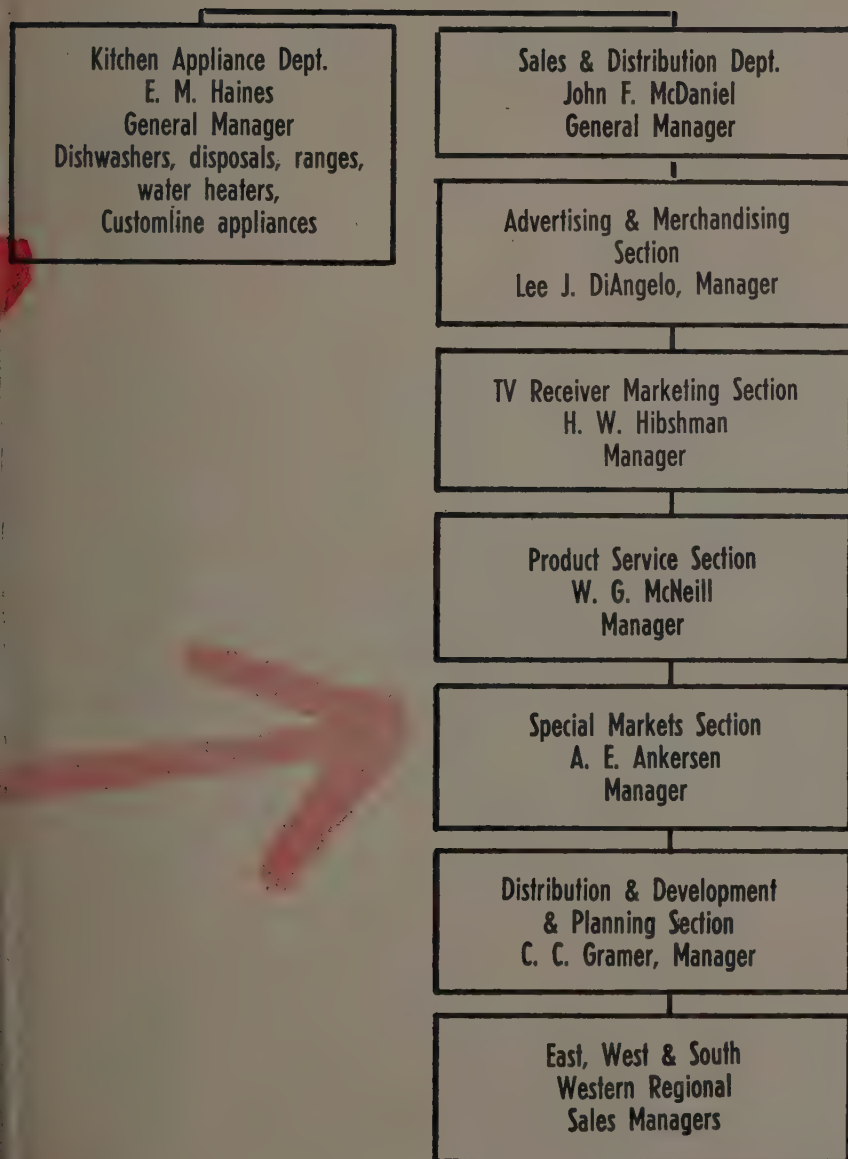 Kitchen Appliance Dept.
E. M. Haines
General Manager
Dishwashers, disposals, ranges,
water heaters,
Customline appliances
Sales & Distribution Dept.
John F. McDaniel
General Manager
Advertising & Merchandising
Section
Lee J. DiAngelo, Manager
TV Receiver Marketing Section
H. W. Hibshman
Manager
Product Service Section
W. G. McNeill
Manager
Special Markets Section
A. E. Ankersen
Manager
Distribution & Development
& Planning Section
C. C. Gramer, Manager
East, West & South
Western Regional
Sales Managers